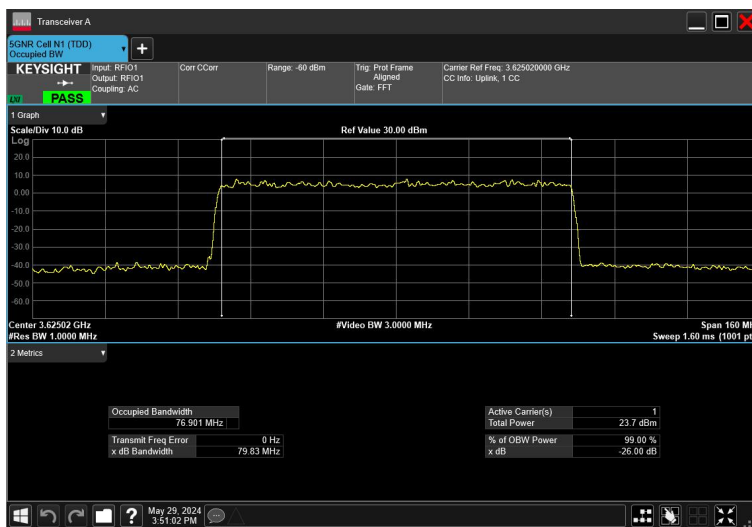 Transceiver A
5GNR Cell N1 (TDD)
Occupied BW
KEYSIGHT
LXI
PASS
Input: RFIO1
Output: RFIO1
Coupling: AC
Corr CCorr
Range: -60 dBm
Trig: Prot Frame
Aligned
Gate: FFT
Carrier Ref Freq: 3.625020000 GHz
CC Info: Uplink, 1 CC
1 Graph
Scale/Div 10.0 dB
Ref Value 30.00 dBm
Log
20.0
10.0
0.00
-10.0
-20.0
-30.0
-40.0
-50.0
-60.0
Center 3.62502 GHz
#Video BW 3.0000 MHz
Span 160 MH
#Res BW 1.0000 MHz
Sweep 1.60 ms (1001 pt
2 Metrics
Occupied Bandwidth
76.901 MHz
Transmit Freq Error 0 Hz
x dB Bandwidth 79.83 MHz
Active Carrier(s) 1
Total Power 23.7 dBm
% of OBW Power 99.00 %
x dB -26.00 dB
?
May 29, 2024
3:51:02 PM